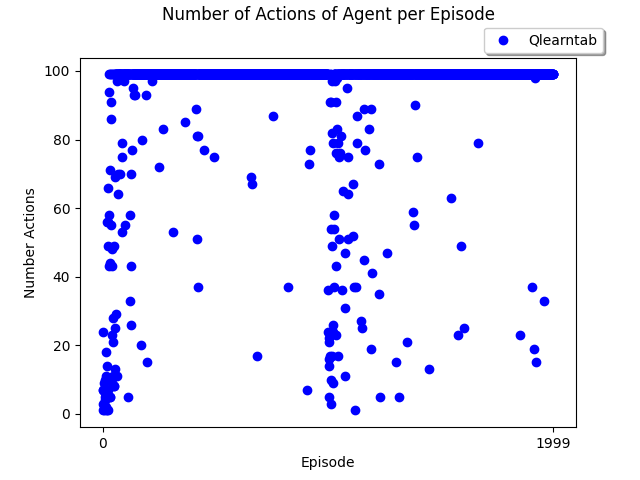 Number of Actions of Agent per Episode
Qlearntab
100
80
60
40
20
0
Number Actions
0
1999
Episode